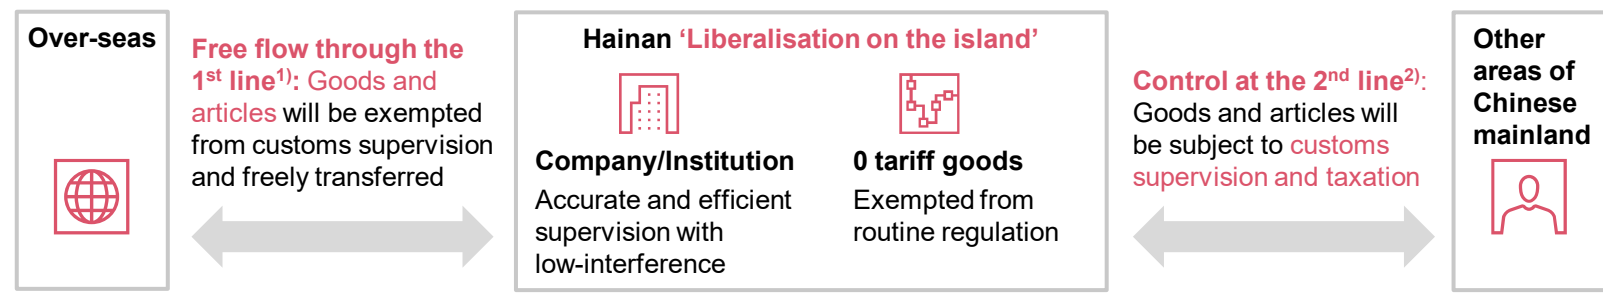 Over-seas
Free flow through the
1st line1): Goods and
articles will be exempted
from customs supervision
and freely transferred
Hainan ‘Liberalisation on the island’
Company/Institution
Accurate and efficient
supervision with
low-interference
0 tariff goods
Exempted from
routine regulation
Control at the 2nd line2):
Goods and articles will
be subject to customs
supervision and taxation
Other
areas of
Chinese
mainland